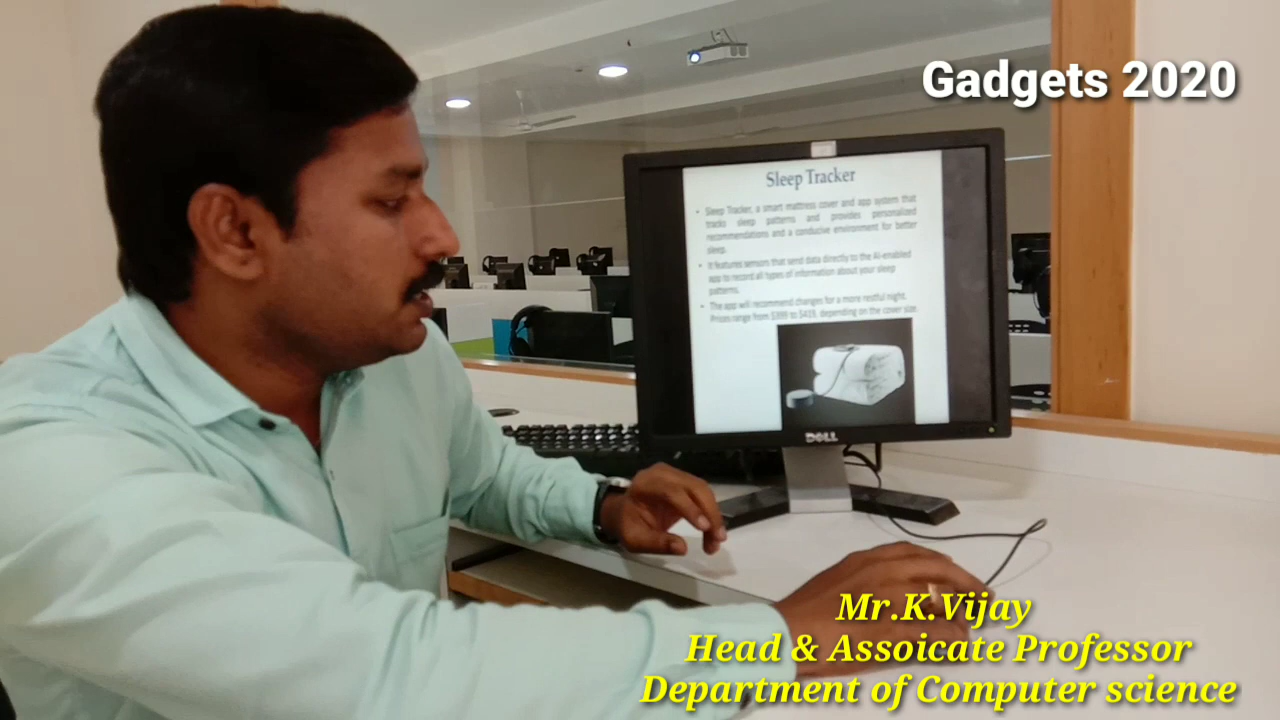 Gadgets 2020
Sleep Tracker
• Sleep Tracker, a smart mattress cover and app system that
tracks sleep patterns and provides personalized
recommendations and a conducive environment for better
sleep.
• It features sensors that send data directly to the AI-enabled
app to record all types of information about your sleep
patterns.
• The app will recommend changes for a more restful night.
Prices range from $399 to $419, depending on the cover size.
DELL
Mr.K.Vijay
Head & Assoicate Professor
Department of Computer science